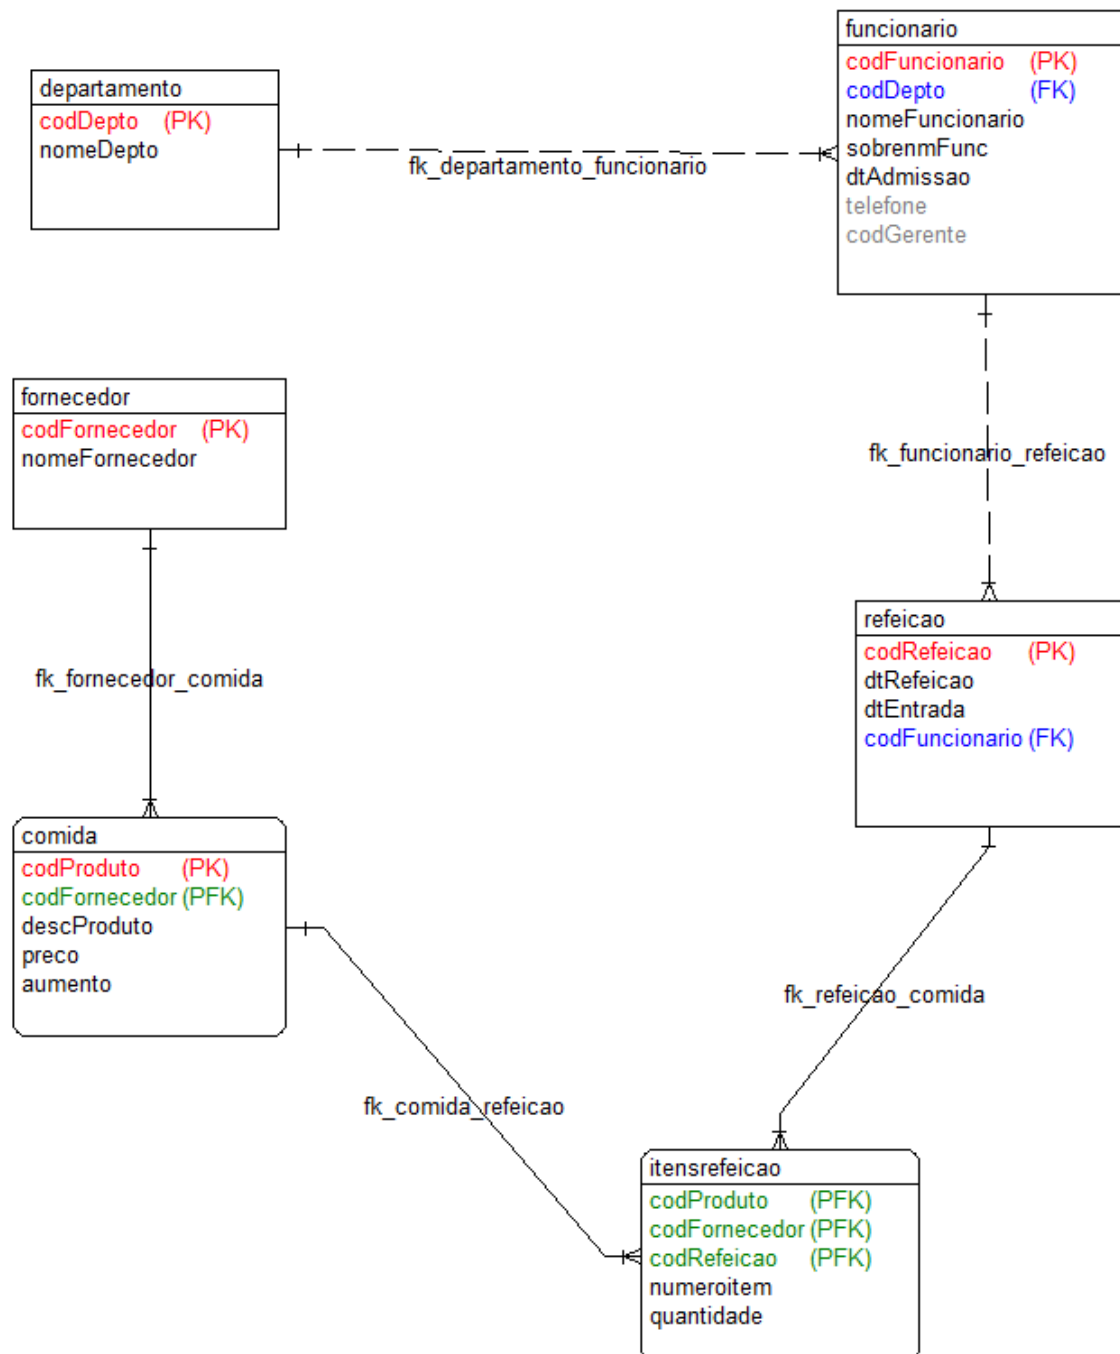 departamento
codDepto (PK)
nomeDepto
fk_departamento_funcionario
funcionario
codFuncionario (PK)
codDepto (FK)
nomeFuncionario
sobrenmFunc
dtAdmissao
telefone
codGerente
fk_funcionario_refeicao
fornecedor
codFornecedor (PK)
nomeFornecedor
fk_fornecedor_comida
refeicao
codRefeicao (PK)
dtRefeicao
dtEntrada
codFuncionario (FK)
comida
codProduto (PK)
codFornecedor (PFK)
descProduto
preco
aumento
fk_refeicao_comida
fk_comida_refeicao
itensrefeicao
codProduto (PFK)
codFornecedor (PFK)
codRefeicao (PFK)
numeroitem
quantidade